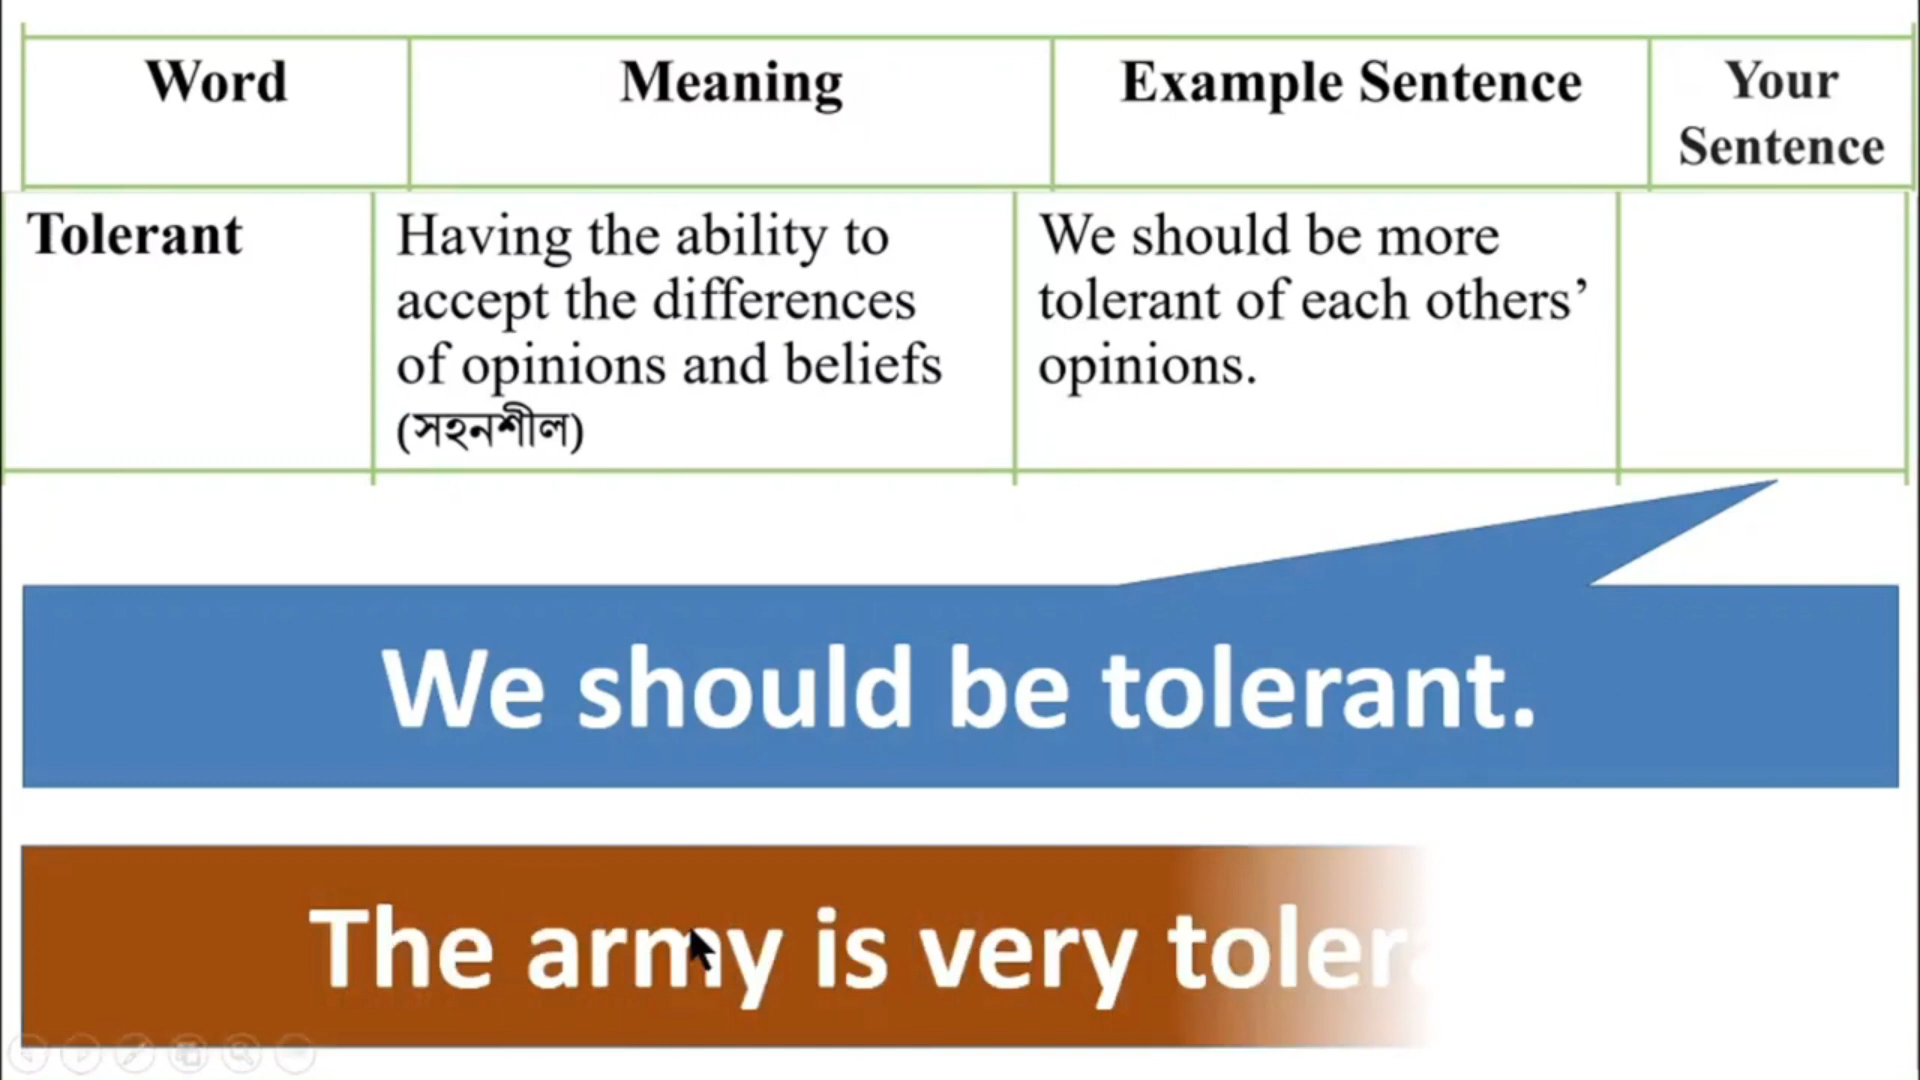 Word
Meaning
Example Sentence
Your
Sentence
Tolerant
Having the ability to
accept the differences
of opinions and beliefs
(সহনশীল)
We should be more
tolerant of each others’
opinions.
We should be tolerant.
The army is very